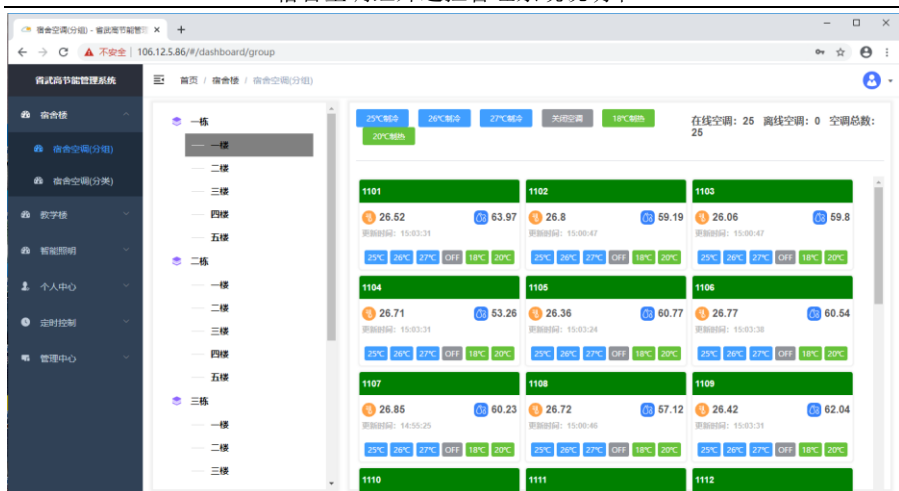 宿舍空调(分组) - 省武高节能管
106.12.5.86/#/dashboard/group
不安全
省武高节能管理系统
首页 / 宿舍楼 / 宿舍空调(分组)
宿舍楼
宿舍空调(分组)
宿舍空调(分类)
教学楼
智能照明
个人中心
定时控制
管理中心
一栋
一楼
二楼
三楼
四楼
五楼
二栋
一楼
二楼
三楼
四楼
五楼
三栋
一楼
二楼
三楼
25℃制冷 26℃制冷 27℃制冷 关闭空调 18℃制热
20℃制热
在线空调: 25 离线空调: 0 空调总数:
25
1101 1102 1103
26.52 63.97 26.8 59.19 26.06 59.8
更新时间: 15:03:31 更新时间: 15:00:47 更新时间: 15:00:47
25℃ 26℃ 27℃ OFF 18℃ 20℃ 25℃ 26℃ 27℃ OFF 18℃ 20℃ 25℃ 26℃ 27℃ OFF 18℃ 20℃
1104 1105 1106
26.71 53.26 26.36 60.77 26.77 60.54
更新时间: 15:03:31 更新时间: 15:03:24 更新时间: 15:03:38
25℃ 26℃ 27℃ OFF 18℃ 20℃ 25℃ 26℃ 27℃ OFF 18℃ 20℃ 25℃ 26℃ 27℃ OFF 18℃ 20℃
1107 1108 1109
26.85 60.23 26.72 57.12 26.42 62.04
更新时间: 14:55:25 更新时间: 15:00:46 更新时间: 15:03:31
25℃ 26℃ 27℃ OFF 18℃ 20℃ 25℃ 26℃ 27℃ OFF 18℃ 20℃ 25℃ 26℃ 27℃ OFF 18℃ 20℃
1110 1111 1112